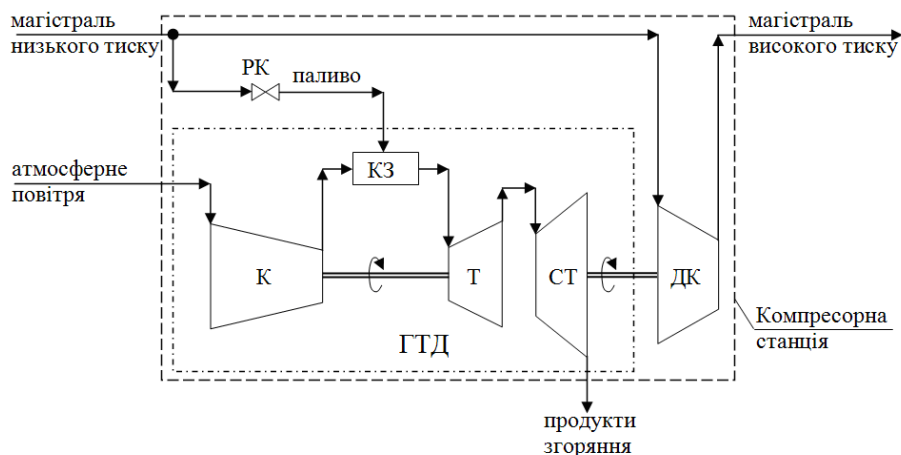 магістраль
низького тиску
магістраль
високого тиску
РК
паливо
атмосферне
повітря
КЗ
К
Т
СТ
ДК
ГТД
Компресорна
станція
продукти
згоряння